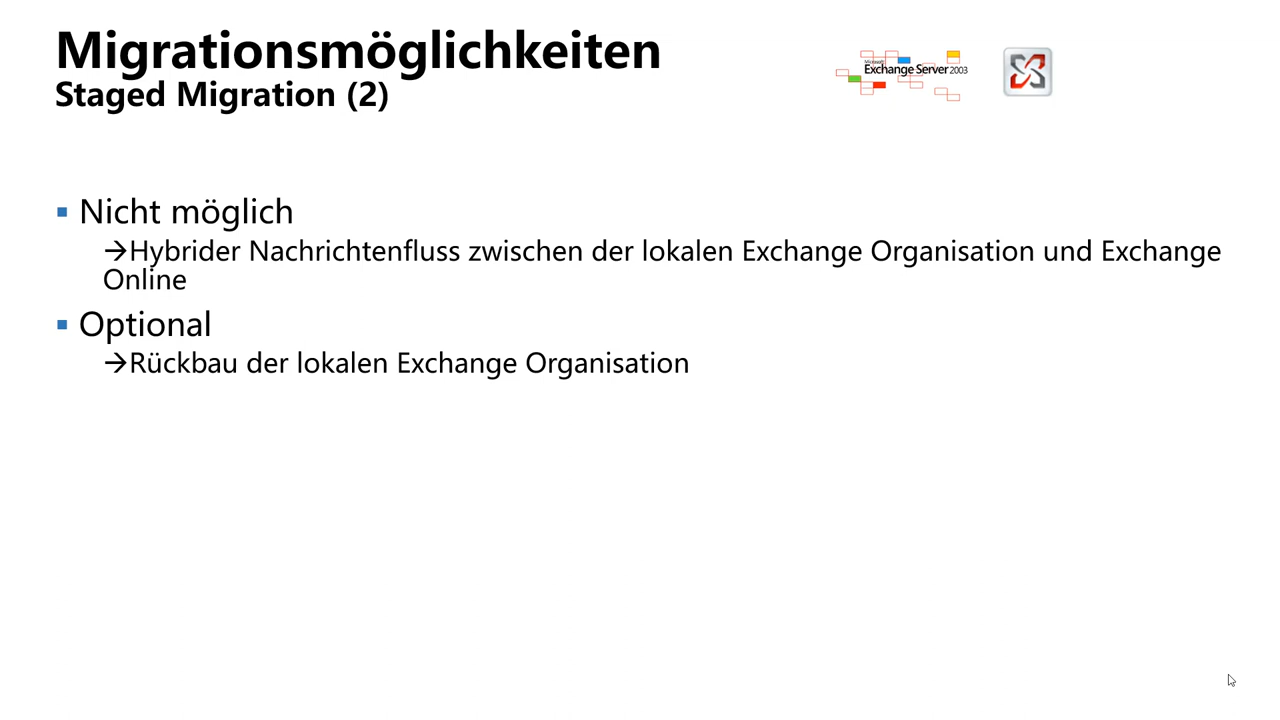 Migrationsmöglichkeiten
Staged Migration (2)
Microsoft
Exchange Server 2003
▪ Nicht möglich
→Hybrider Nachrichtenfluss zwischen der lokalen Exchange Organisation und Exchange
Online
▪ Optional
→Rückbau der lokalen Exchange Organisation